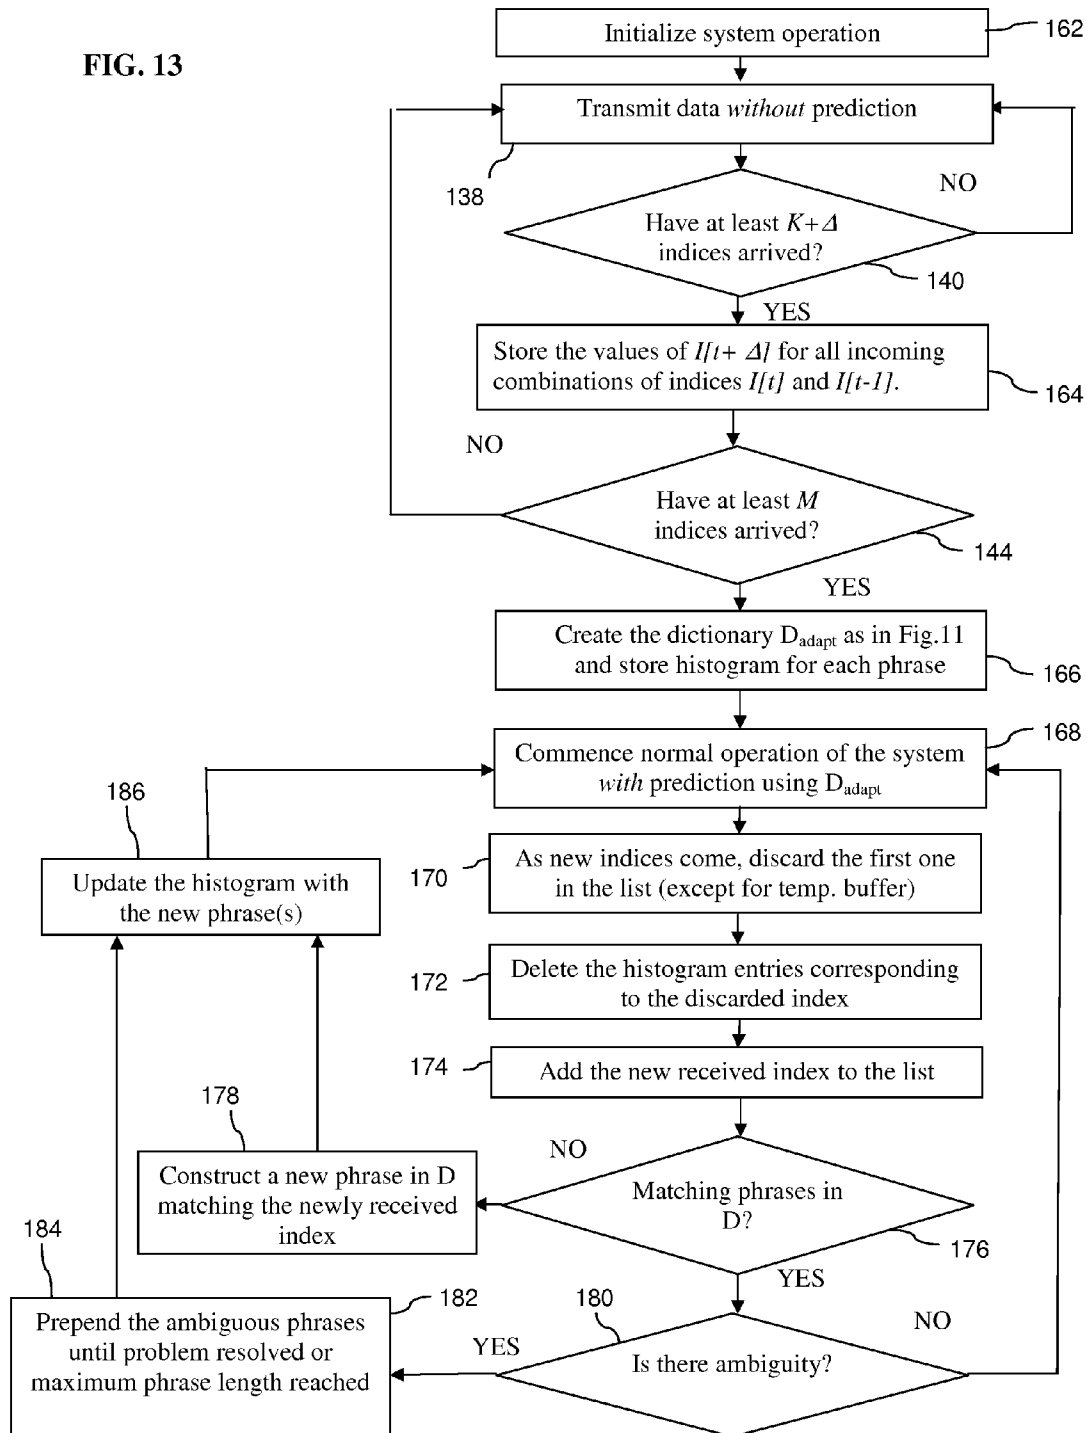 FIG. 13
Initialize system operation
162
Transmit data without prediction
138
NO
Have at least K+Δ
indices arrived?
140
YES
Store the values of I[t+ Δ] for all incoming
combinations of indices I[t] and I[t-1].
164
NO
Have at least M
indices arrived?
144
YES
Create the dictionary Dadapt as in Fig.11
and store histogram for each phrase
166
168
Commence normal operation of the system
with prediction using Dadapt
186
Update the histogram with
the new phrase(s)
170
As new indices come, discard the first one
in the list (except for temp. buffer)
172
Delete the histogram entries corresponding
to the discarded index
174
Add the new received index to the list
178
NO
Construct a new phrase in D
matching the newly received
index
Matching phrases in
D?
176
YES
184
182
180
NO
Prepend the ambiguous phrases
until problem resolved or
maximum phrase length reached
YES
Is there ambiguity?